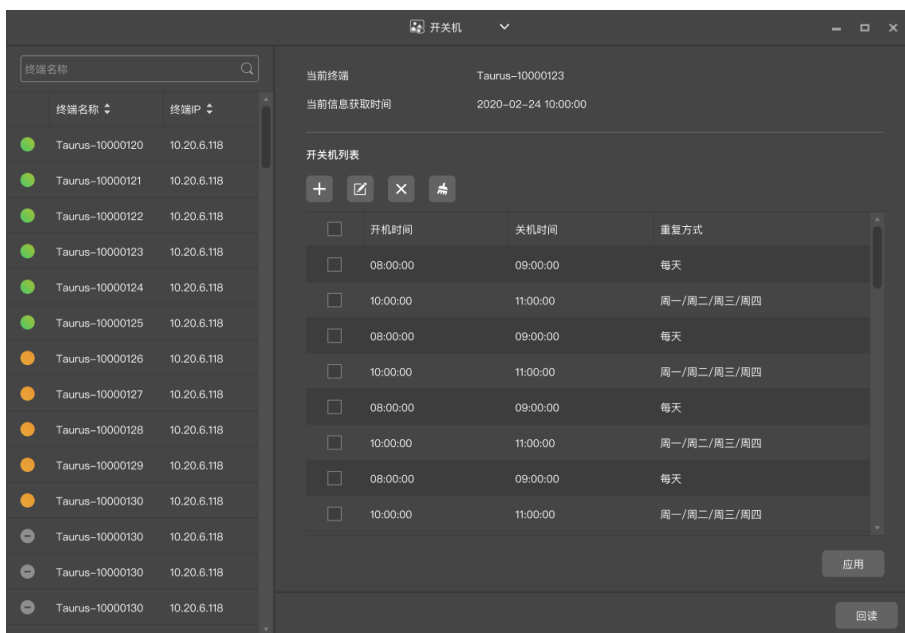 开关机
终端名称
终端名称 终端IP
Taurus-10000120 10.20.6.118
Taurus-10000121 10.20.6.118
Taurus-10000122 10.20.6.118
Taurus-10000123 10.20.6.118
Taurus-10000124 10.20.6.118
Taurus-10000125 10.20.6.118
Taurus-10000126 10.20.6.118
Taurus-10000127 10.20.6.118
Taurus-10000128 10.20.6.118
Taurus-10000129 10.20.6.118
Taurus-10000130 10.20.6.118
Taurus-10000130 10.20.6.118
Taurus-10000130 10.20.6.118
Taurus-10000130 10.20.6.118
当前终端 Taurus-10000123
当前信息获取时间 2020-02-24 10:00:00
开关机列表
开机时间 关机时间 重复方式
08:00:00 09:00:00 每天
10:00:00 11:00:00 周一/周二/周三/周四
08:00:00 09:00:00 每天
10:00:00 11:00:00 周一/周二/周三/周四
08:00:00 09:00:00 每天
10:00:00 11:00:00 周一/周二/周三/周四
08:00:00 09:00:00 每天
10:00:00 11:00:00 周一/周二/周三/周四
应用
回读